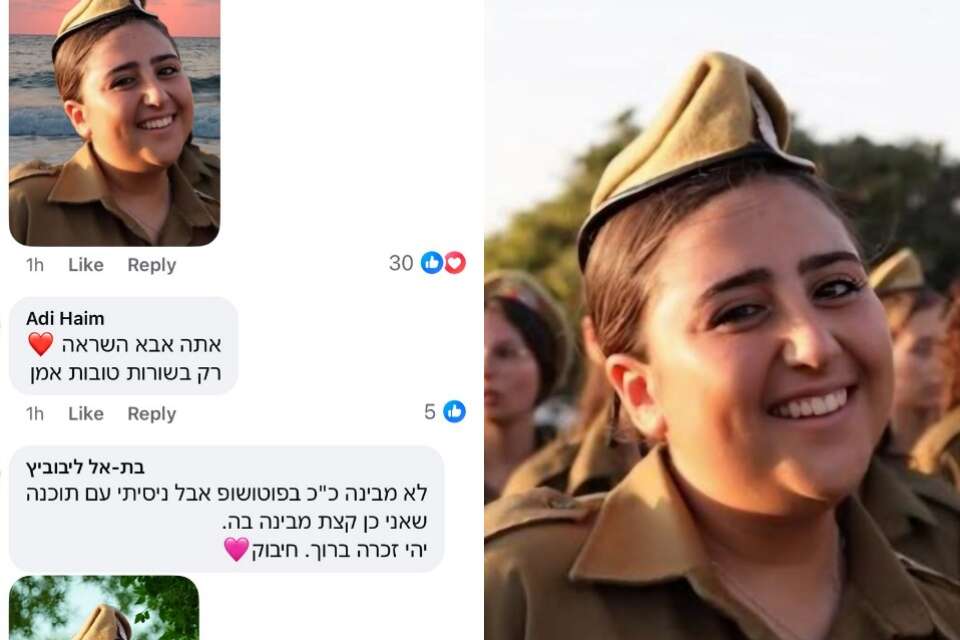 1h Like Reply 30
Adi Haim
אתה אבא השראה ❤️
רק בשורות טובות אמן
1h Like Reply 5
בת-אל ליבוביץ
לא מבינה כ"כ בפוטושופ אבל ניסיתי עם תוכנה
שאני כן קצת מבינה בה.
יהי זכרה ברוך. חיבוק🩷